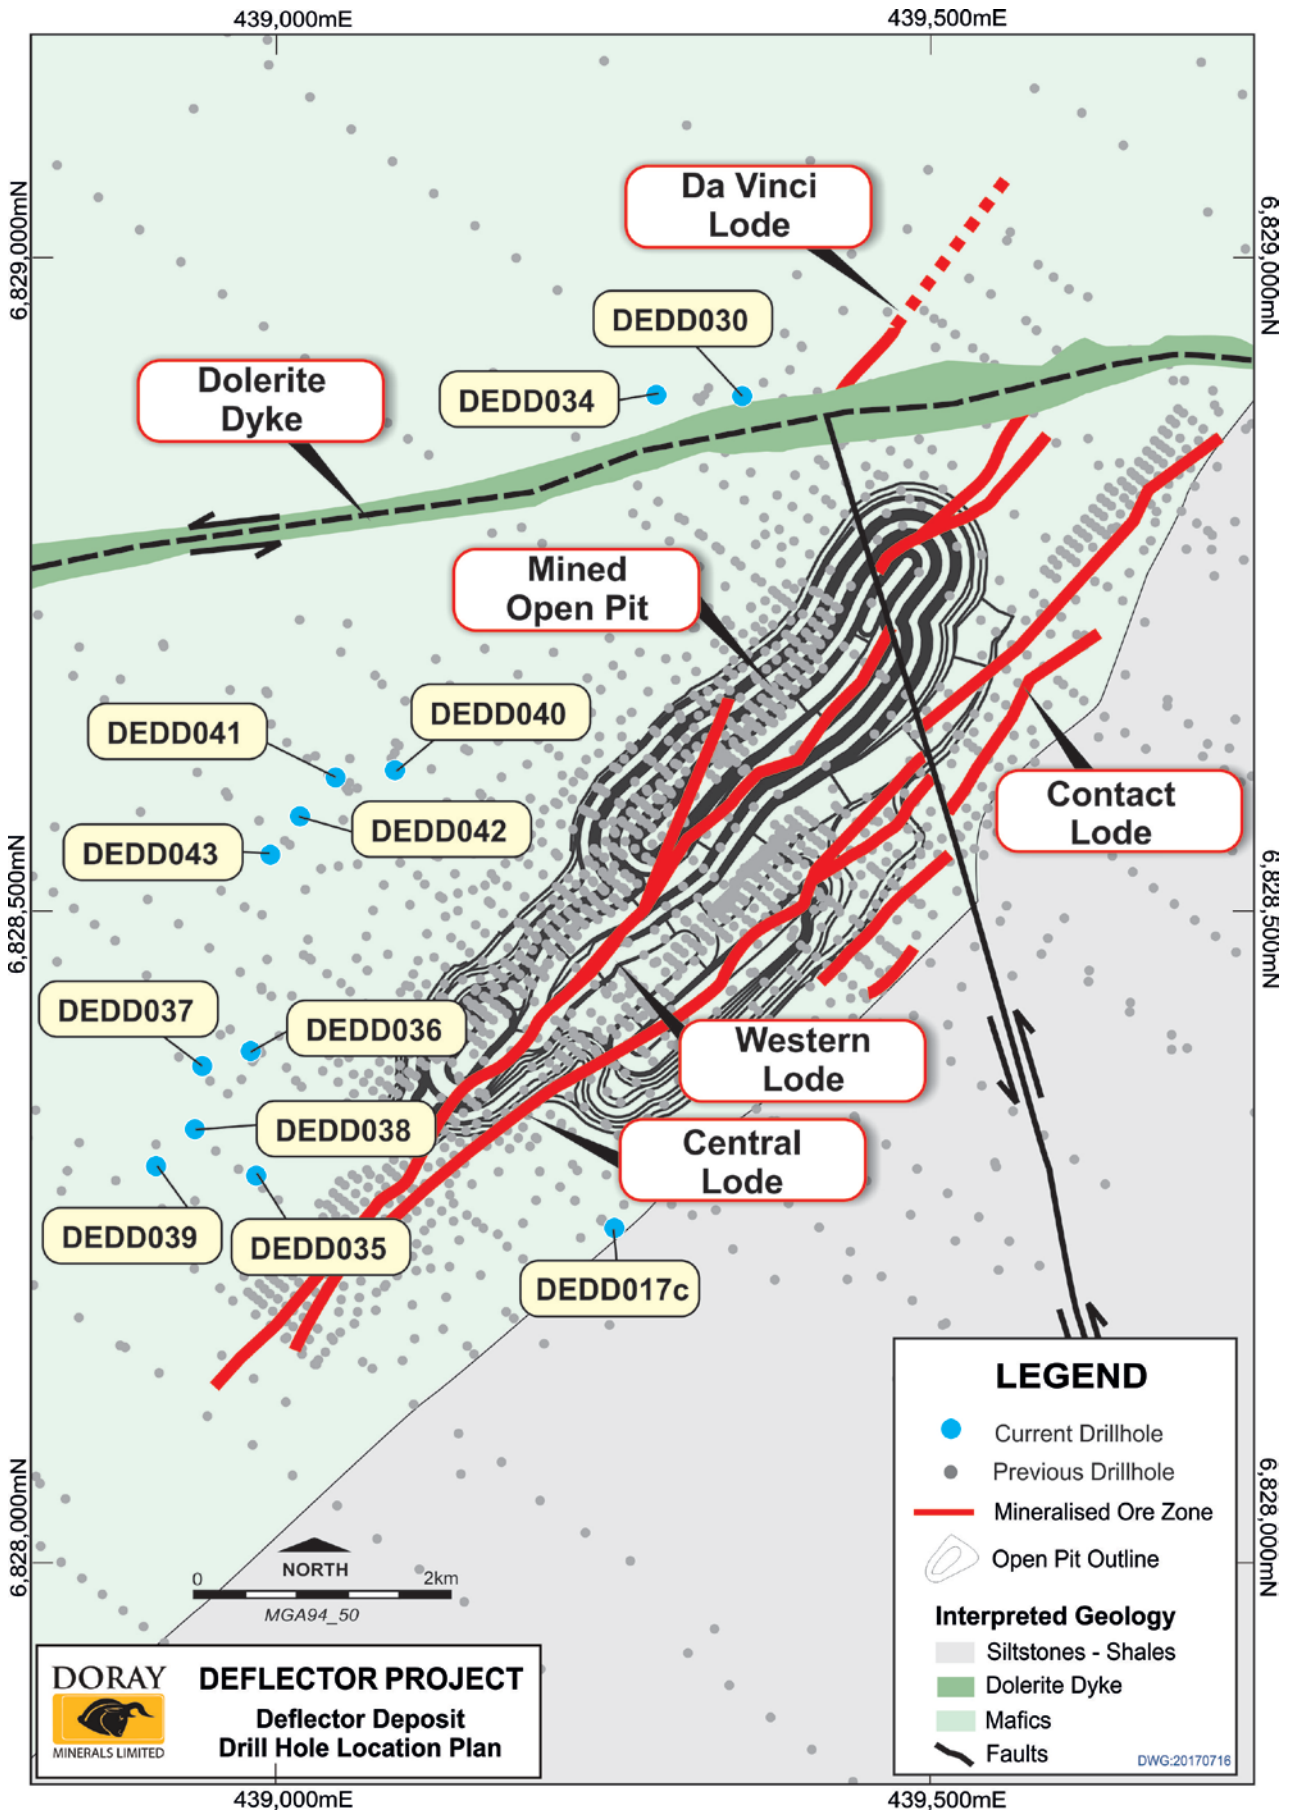 439,000mE
439,500mE
6,829,000mN
6,829,000mN
Da Vinci
Lode
DEDD030
DEDD034
Dolerite
Dyke
Mined
Open Pit
DEDD040
DEDD041
DEDD042
DEDD043
Contact
Lode
6,828,500mN
6,828,500mN
DEDD037
DEDD036
Western
Lode
DEDD038
Central
Lode
DEDD039
DEDD035
DEDD017c
6,828,000mN
6,828,000mN
LEGEND
Current Drillhole
Previous Drillhole
Mineralised Ore Zone
Open Pit Outline
Interpreted Geology
Siltstones - Shales
Dolerite Dyke
Mafics
Faults
DWG:20170716
NORTH
0
2km
MGA94_50
DORAY
MINERALS LIMITED
DEFLECTOR PROJECT
Deflector Deposit
Drill Hole Location Plan
439,000mE
439,500mE